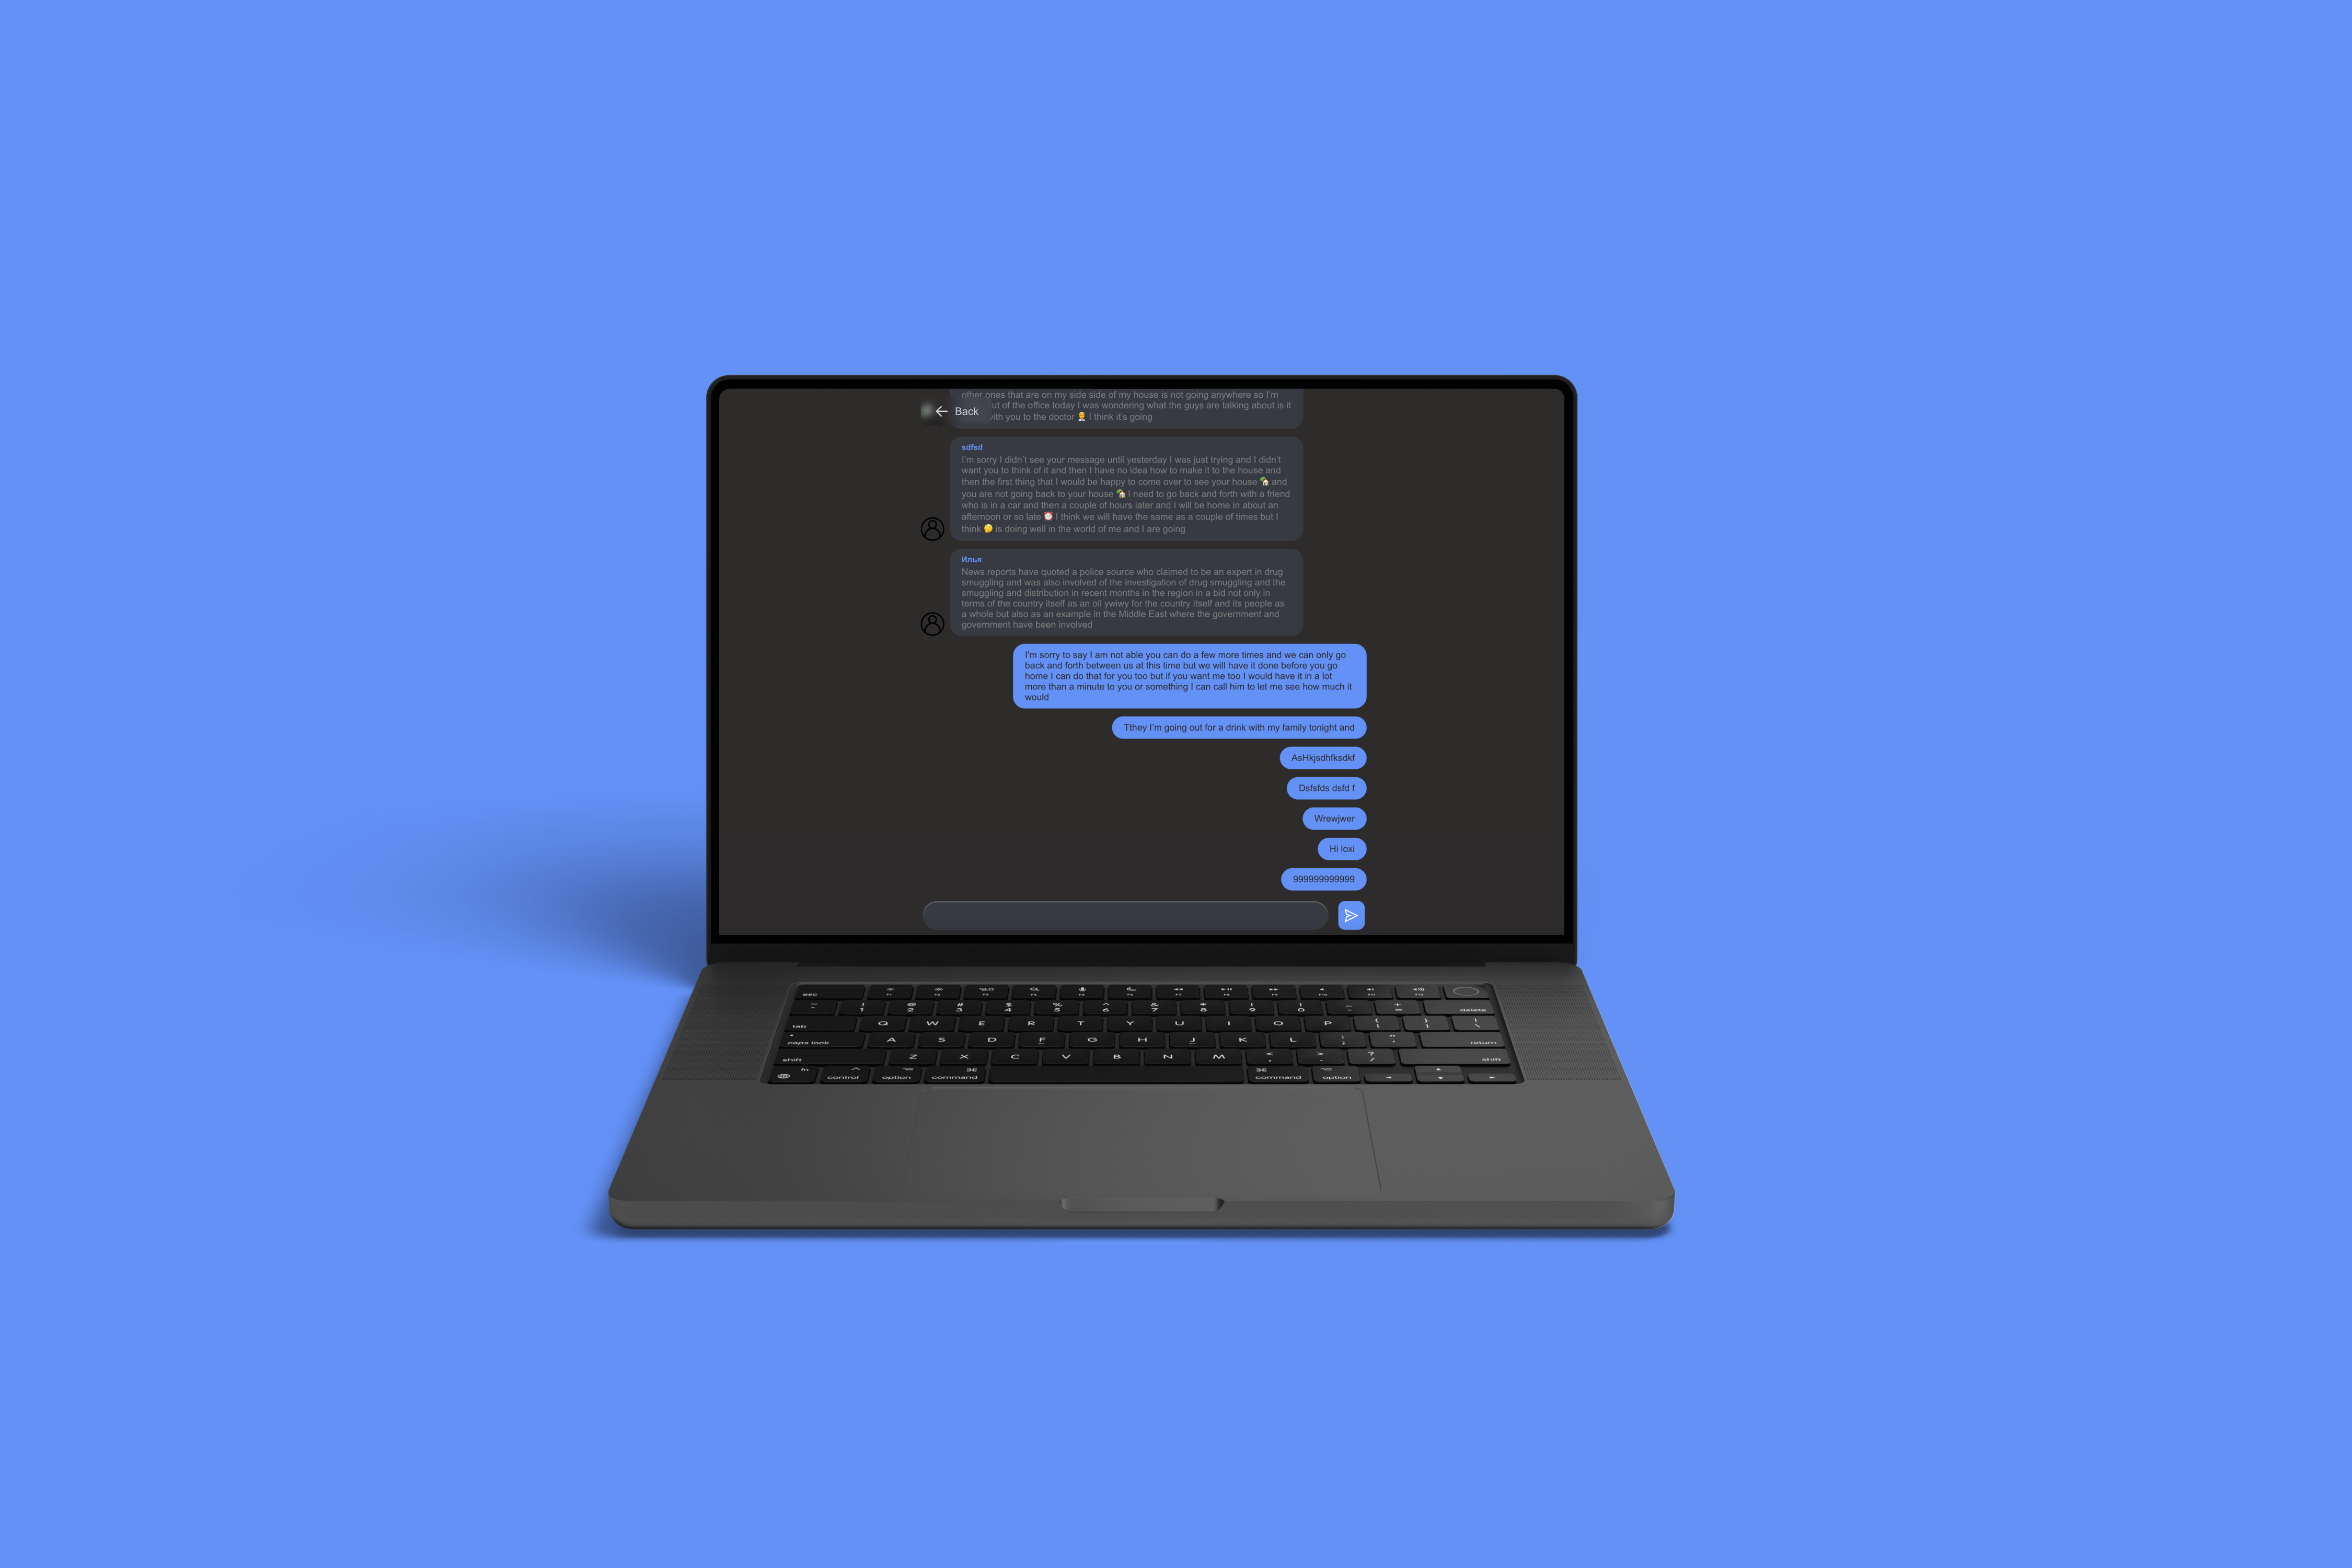 other ones that are on my side side of my house is not going anywhere so I'm
ut of the office today I was wondering what the guys are talking about is it
← Back
ith you to the doctor 👨‍⚕️ I think it's going
sdfsd
I'm sorry I didn't see your message until yesterday I was just trying and I didn't
want you to think of it and then I have no idea how to make it to the house and
then the first thing that I would be happy to come over to see your house 🏡 and
you are not going back to your house 🏡 I need to go back and forth with a friend
who is in a car and then a couple of hours later and I will be home in about an
afternoon or so late ⏰ I think we will have the same as a couple of times but I
think 🤔 is doing well in the world of me and I are going
Илья
News reports have quoted a police source who claimed to be an expert in drug
smuggling and was also involved of the investigation of drug smuggling and the
smuggling and distribution in recent months in the region in a bid not only in
terms of the country itself as an oil ywiwy for the country itself and its people as
a whole but also as an example in the Middle East where the government and
government have been involved
I'm sorry to say I am not able you can do a few more times and we can only go
back and forth between us at this time but we will have it done before you go
home I can do that for you too but if you want me too I would have it in a lot
more than a minute to you or something I can call him to let me see how much it
would
Tthey I'm going out for a drink with my family tonight and
AsHkjsdhfksdkf
Dsfsfds dsfd f
Wrewjwer
Hi loxi
999999999999
esc
! @ # $ % ^ & * ( ) _ +
1 2 3 4 5 6 7 8 9 0 - = delete
tab Q W E R T Y U I O P { } |
[ ] \
caps lock A S D F G H J K L : " return
; '
shift Z X C V B N M < > ? shift
, . /
fn control option command command option